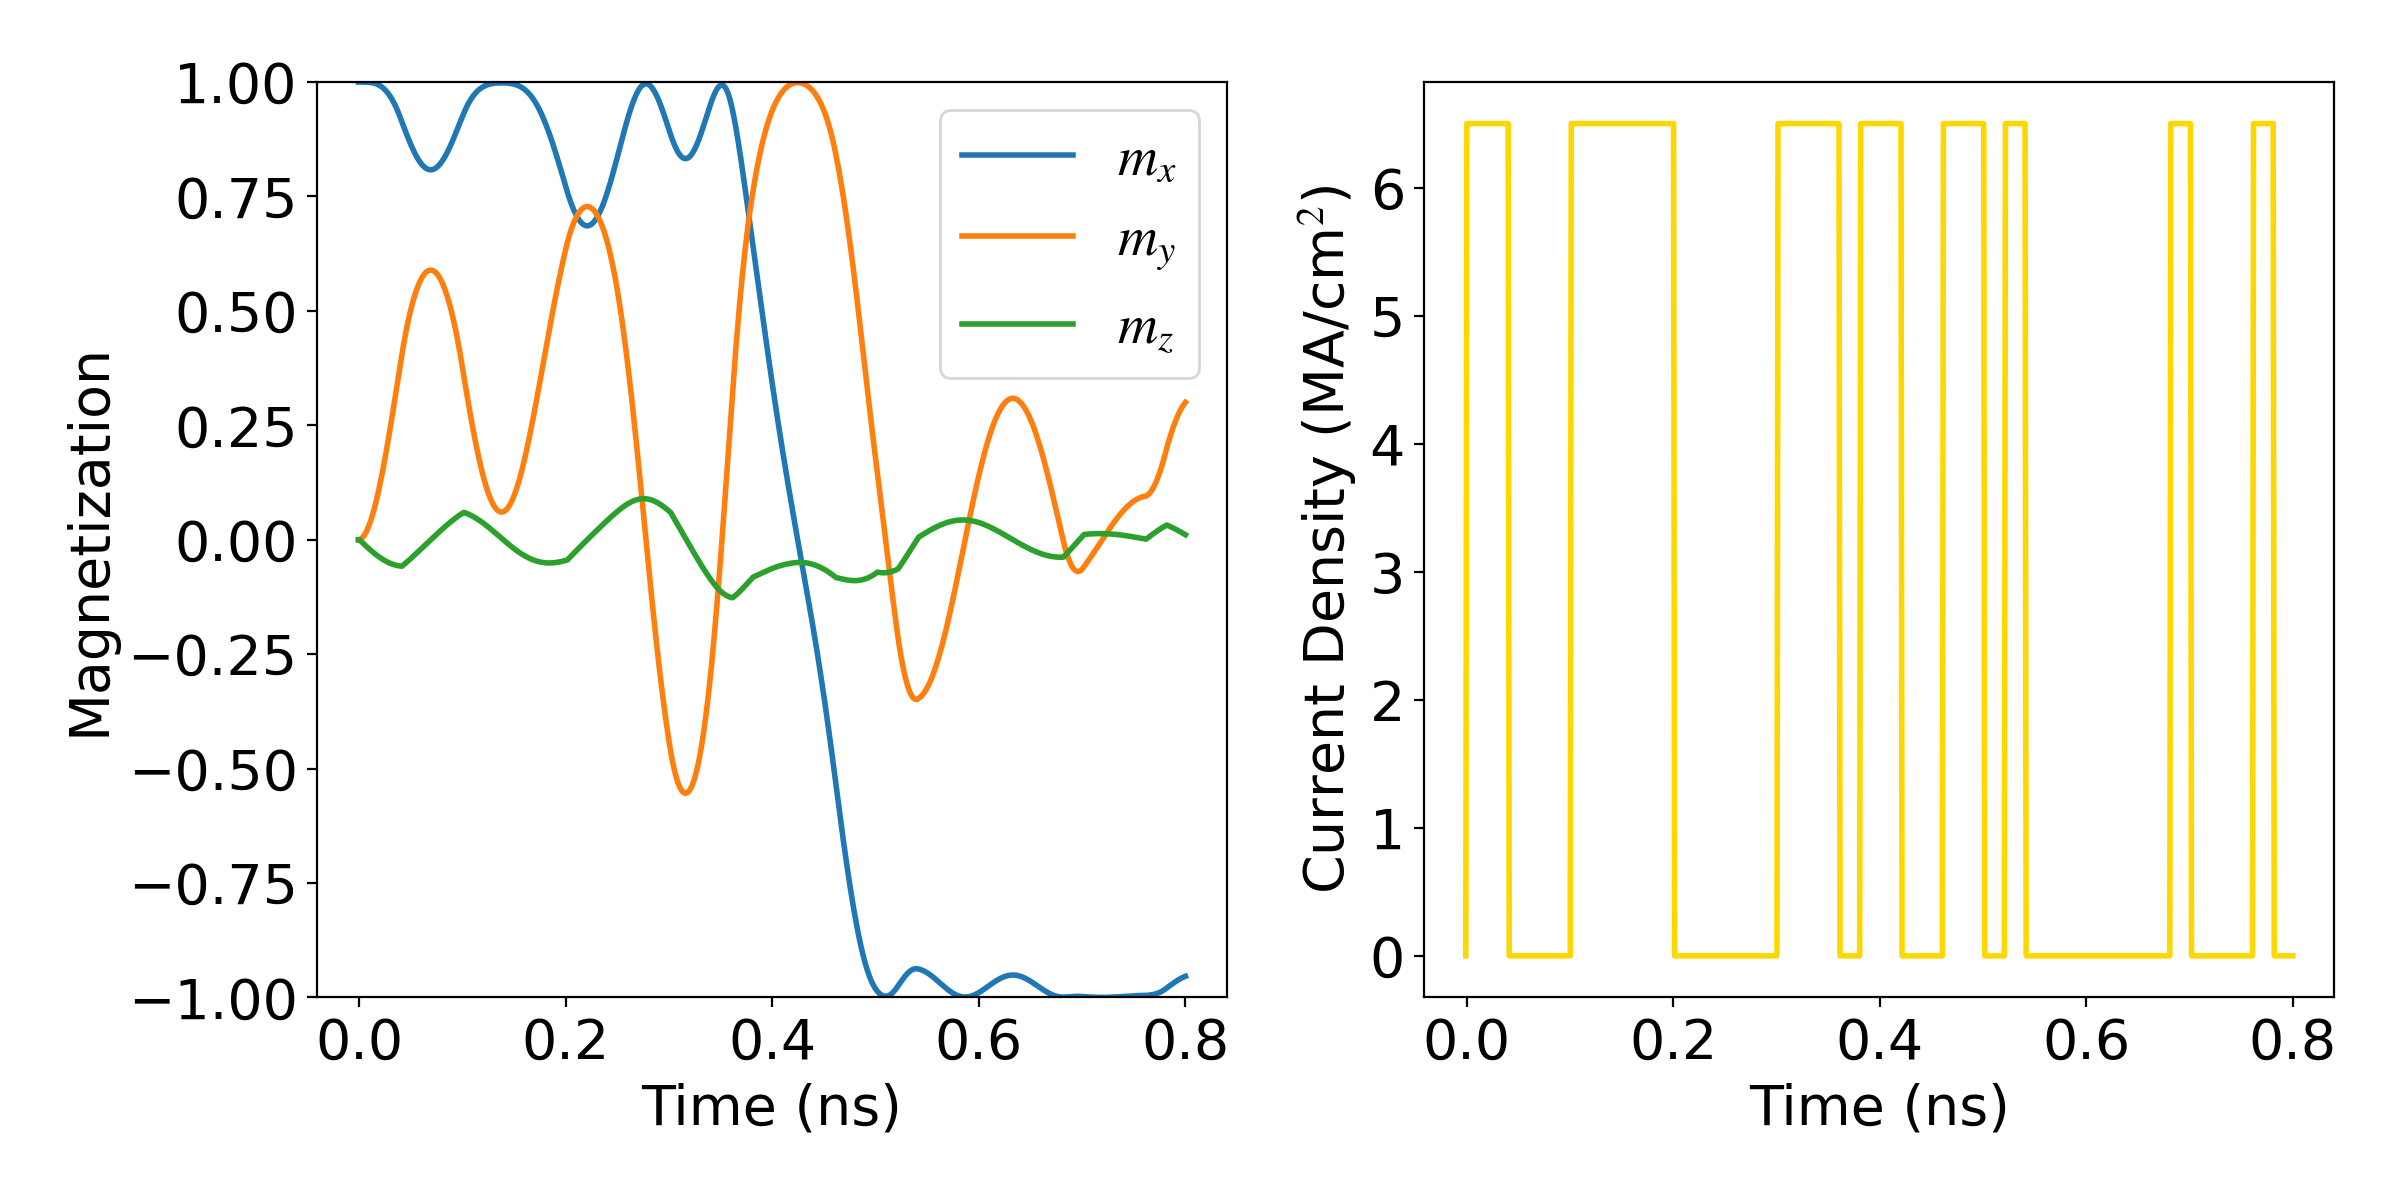 1.00
0.75
0.50
0.25
0.00
−0.25
−0.50
−0.75
−1.00
Magnetization
0.0 0.2 0.4 0.6 0.8
Time (ns)
m_x
m_y
m_z
6
5
4
3
2
1
0
Current Density (MA/cm²)
0.0 0.2 0.4 0.6 0.8
Time (ns)